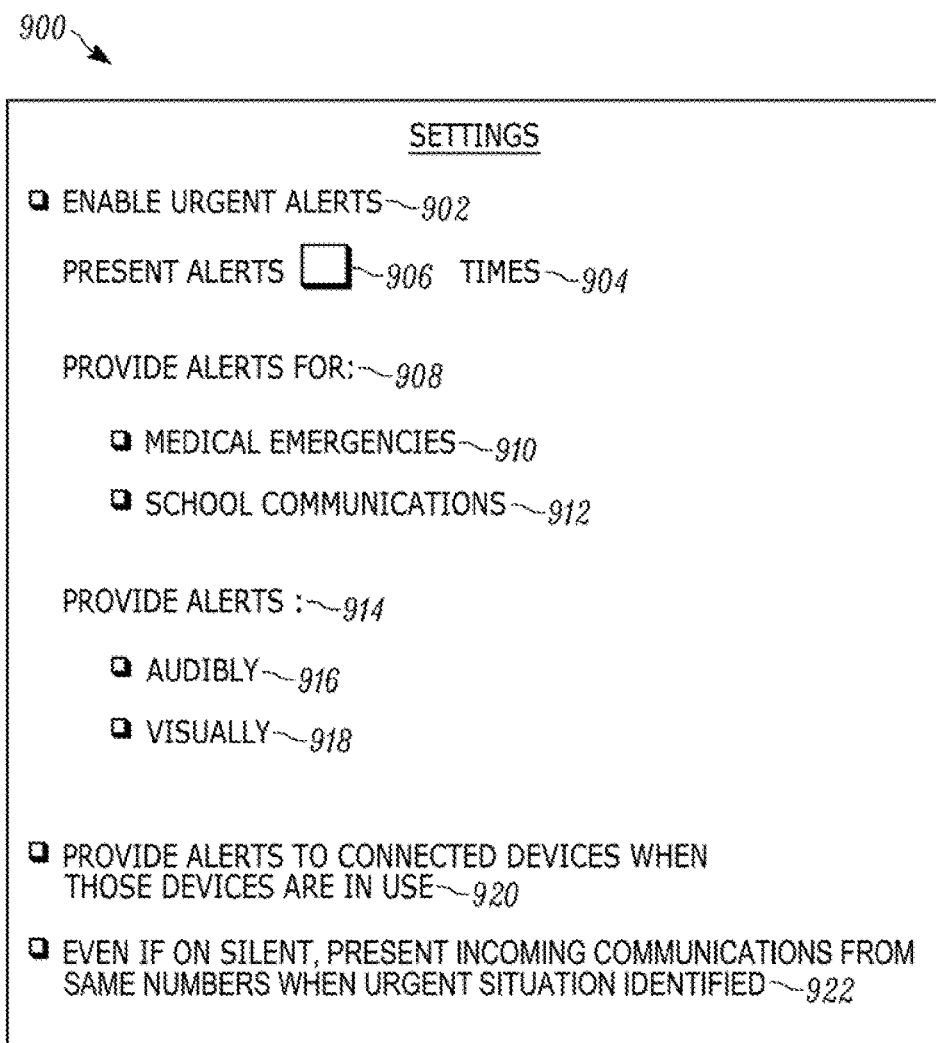 900
SETTINGS
ENABLE URGENT ALERTS 902
PRESENT ALERTS 906 TIMES 904
PROVIDE ALERTS FOR: 908
MEDICAL EMERGENCIES 910
SCHOOL COMMUNICATIONS 912
PROVIDE ALERTS : 914
AUDIBLY 916
VISUALLY 918
PROVIDE ALERTS TO CONNECTED DEVICES WHEN
THOSE DEVICES ARE IN USE 920
EVEN IF ON SILENT, PRESENT INCOMING COMMUNICATIONS FROM
SAME NUMBERS WHEN URGENT SITUATION IDENTIFIED 922